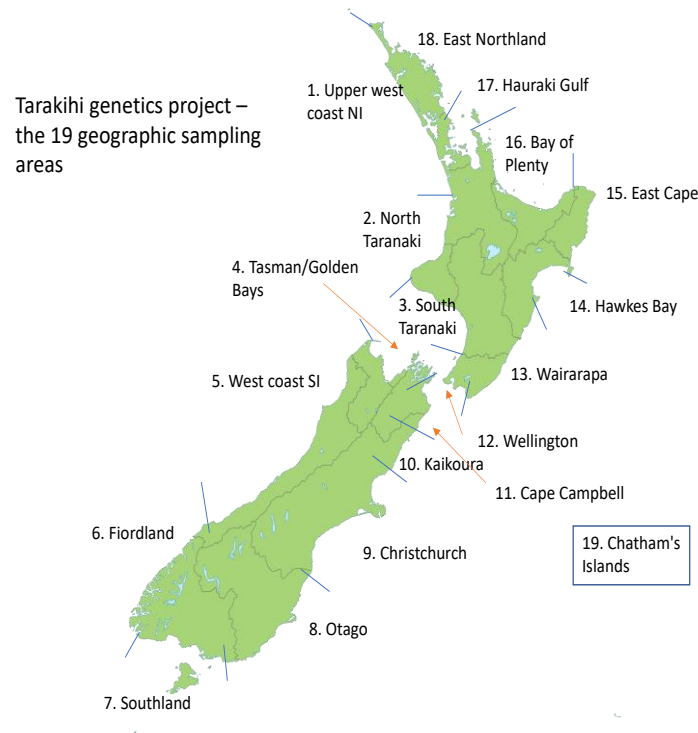 Tarakihi genetics project –
the 19 geographic sampling
areas
18. East Northland
17. Hauraki Gulf
1. Upper west
coast NI
16. Bay of
Plenty
15. East Cape
2. North
Taranaki
4. Tasman/Golden
Bays
3. South
Taranaki
14. Hawkes Bay
5. West coast SI
13. Wairarapa
12. Wellington
10. Kaikoura
11. Cape Campbell
6. Fiordland
9. Christchurch
19. Chatham's
Islands
8. Otago
7. Southland